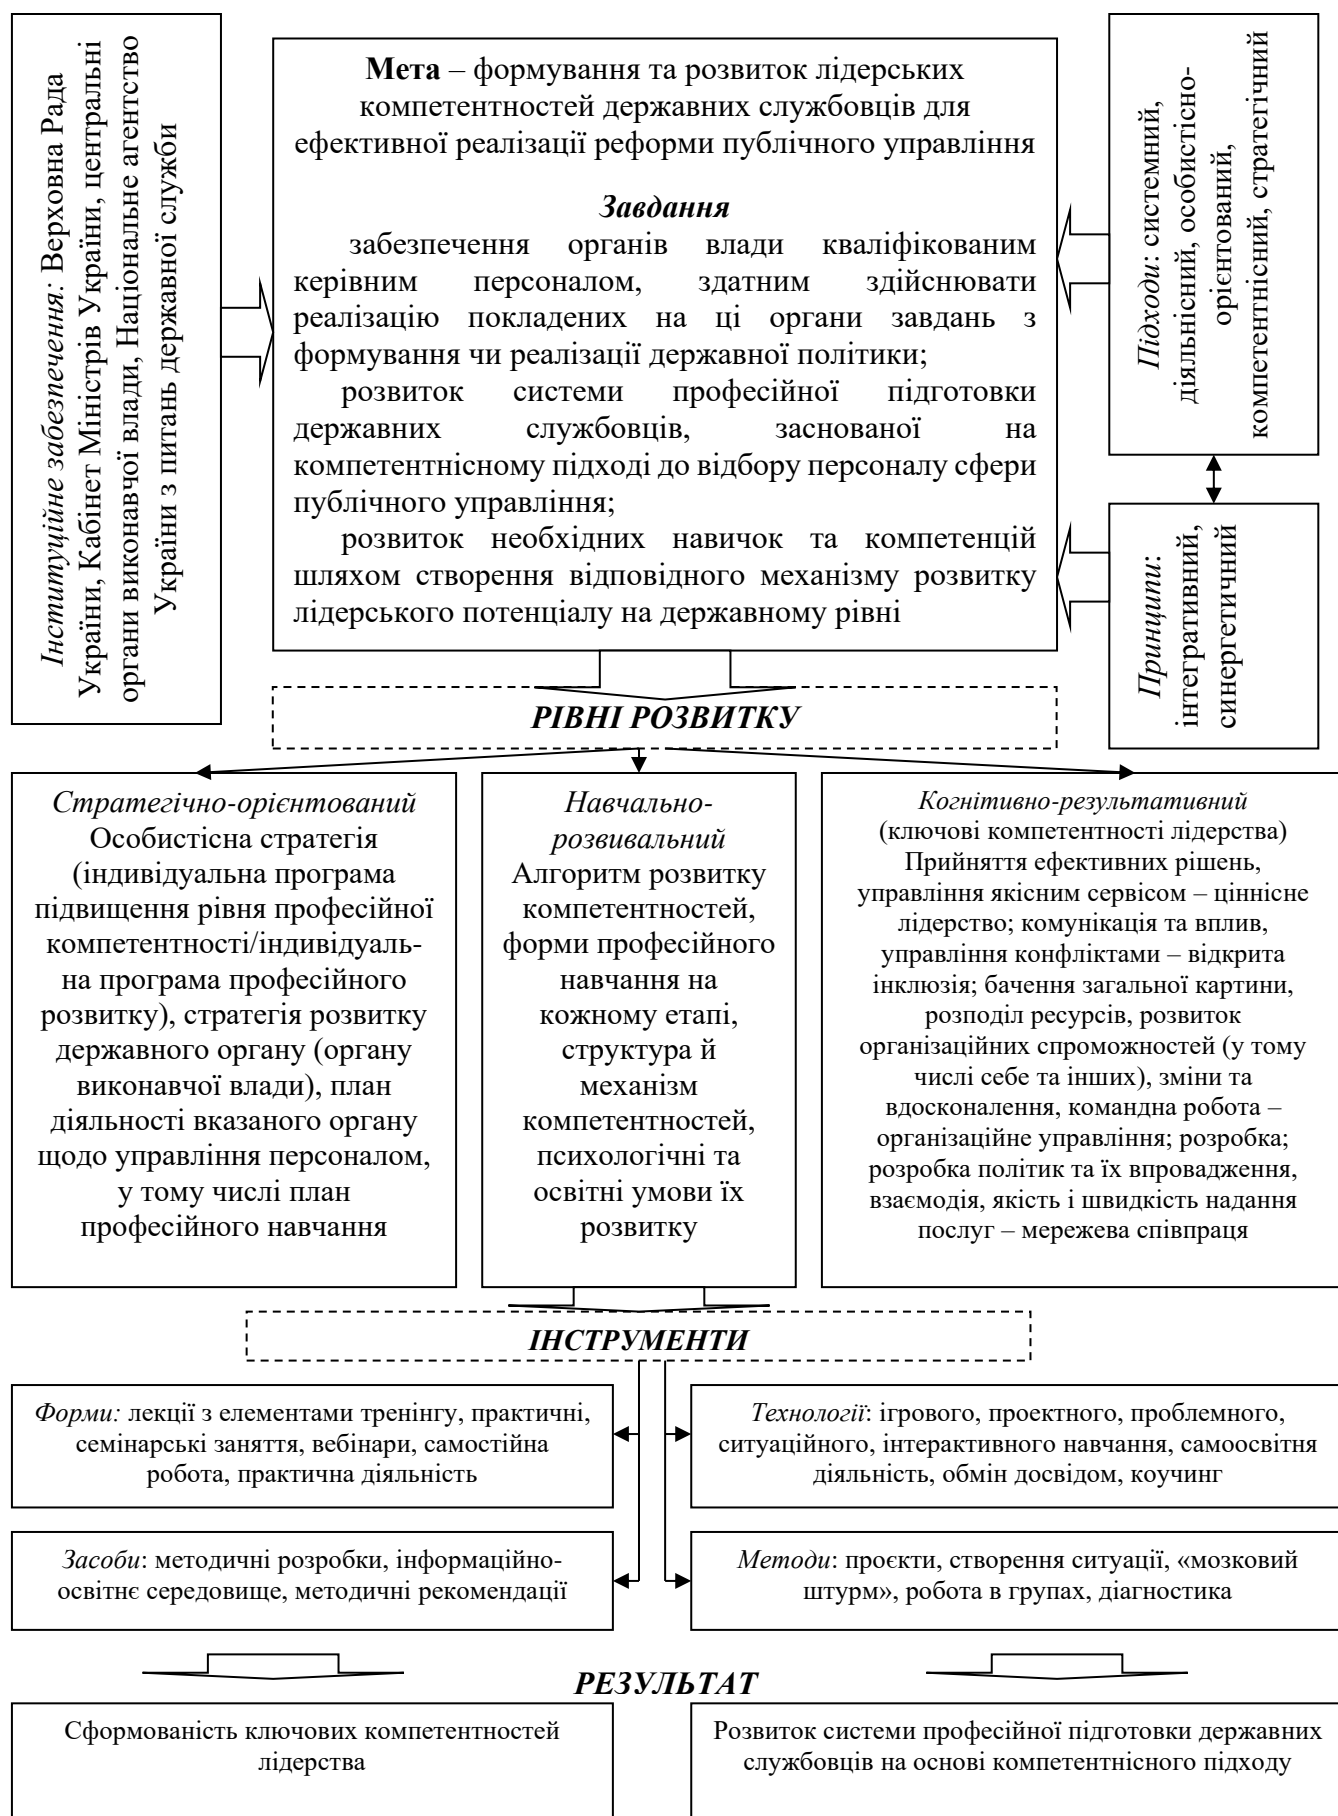 Інституційне забезпечення: Верховна Рада
України, Кабінет Міністрів України, центральні
органи виконавчої влади, Національне агентство
України з питань державної служби
Мета – формування та розвиток лідерських
компетентностей державних службовців для
ефективної реалізації реформи публічного управління
Завдання
забезпечення органів влади кваліфікованим
керівним персоналом, здатним здійснювати
реалізацію покладених на ці органи завдань з
формування чи реалізації державної політики;
розвиток системи професійної підготовки
державних службовців, заснованої на
компетентнісному підході до відбору персоналу сфери
публічного управління;
розвиток необхідних навичок та компетенцій
шляхом створення відповідного механізму розвитку
лідерського потенціалу на державному рівні
Підходи: системний,
діяльнісний, особистісно-
орієнтований,
компетентнісний, стратегічний
Принципи:
інтегративний,
синергетичний
РІВНІ РОЗВИТКУ
Стратегічно-орієнтований
Особистісна стратегія
(індивідуальна програма
підвищення рівня професійної
компетентності/індивідуаль-
на програма професійного
розвитку), стратегія розвитку
державного органу (органу
виконавчої влади), план
діяльності вказаного органу
щодо управління персоналом,
у тому числі план
професійного навчання
Навчально-
розвивальний
Алгоритм розвитку
компетентностей,
форми професійного
навчання на
кожному етапі,
структура й
механізм
компетентностей,
психологічні та
освітні умови їх
розвитку
Когнітивно-результативний
(ключові компетентності лідерства)
Прийняття ефективних рішень,
управління якісним сервісом – ціннісне
лідерство; комунікація та вплив,
управління конфліктами – відкрита
інклюзія; бачення загальної картини,
розподіл ресурсів, розвиток
організаційних спроможностей (у тому
числі себе та інших), зміни та
вдосконалення, командна робота –
організаційне управління; розробка;
розробка політик та їх впровадження,
взаємодія, якість і швидкість надання
послуг – мережева співпраця
ІНСТРУМЕНТИ
Форми: лекції з елементами тренінгу, практичні,
семінарські заняття, вебінари, самостійна
робота, практична діяльність
Технології: ігрового, проектного, проблемного,
ситуаційного, інтерактивного навчання, самоосвітня
діяльність, обмін досвідом, коучинг
Засоби: методичні розробки, інформаційно-
освітнє середовище, методичні рекомендації
Методи: проєкти, створення ситуації, «мозковий
штурм», робота в групах, діагностика
РЕЗУЛЬТАТ
Сформованість ключових компетентностей
лідерства
Розвиток системи професійної підготовки державних
службовців на основі компетентнісного підходу